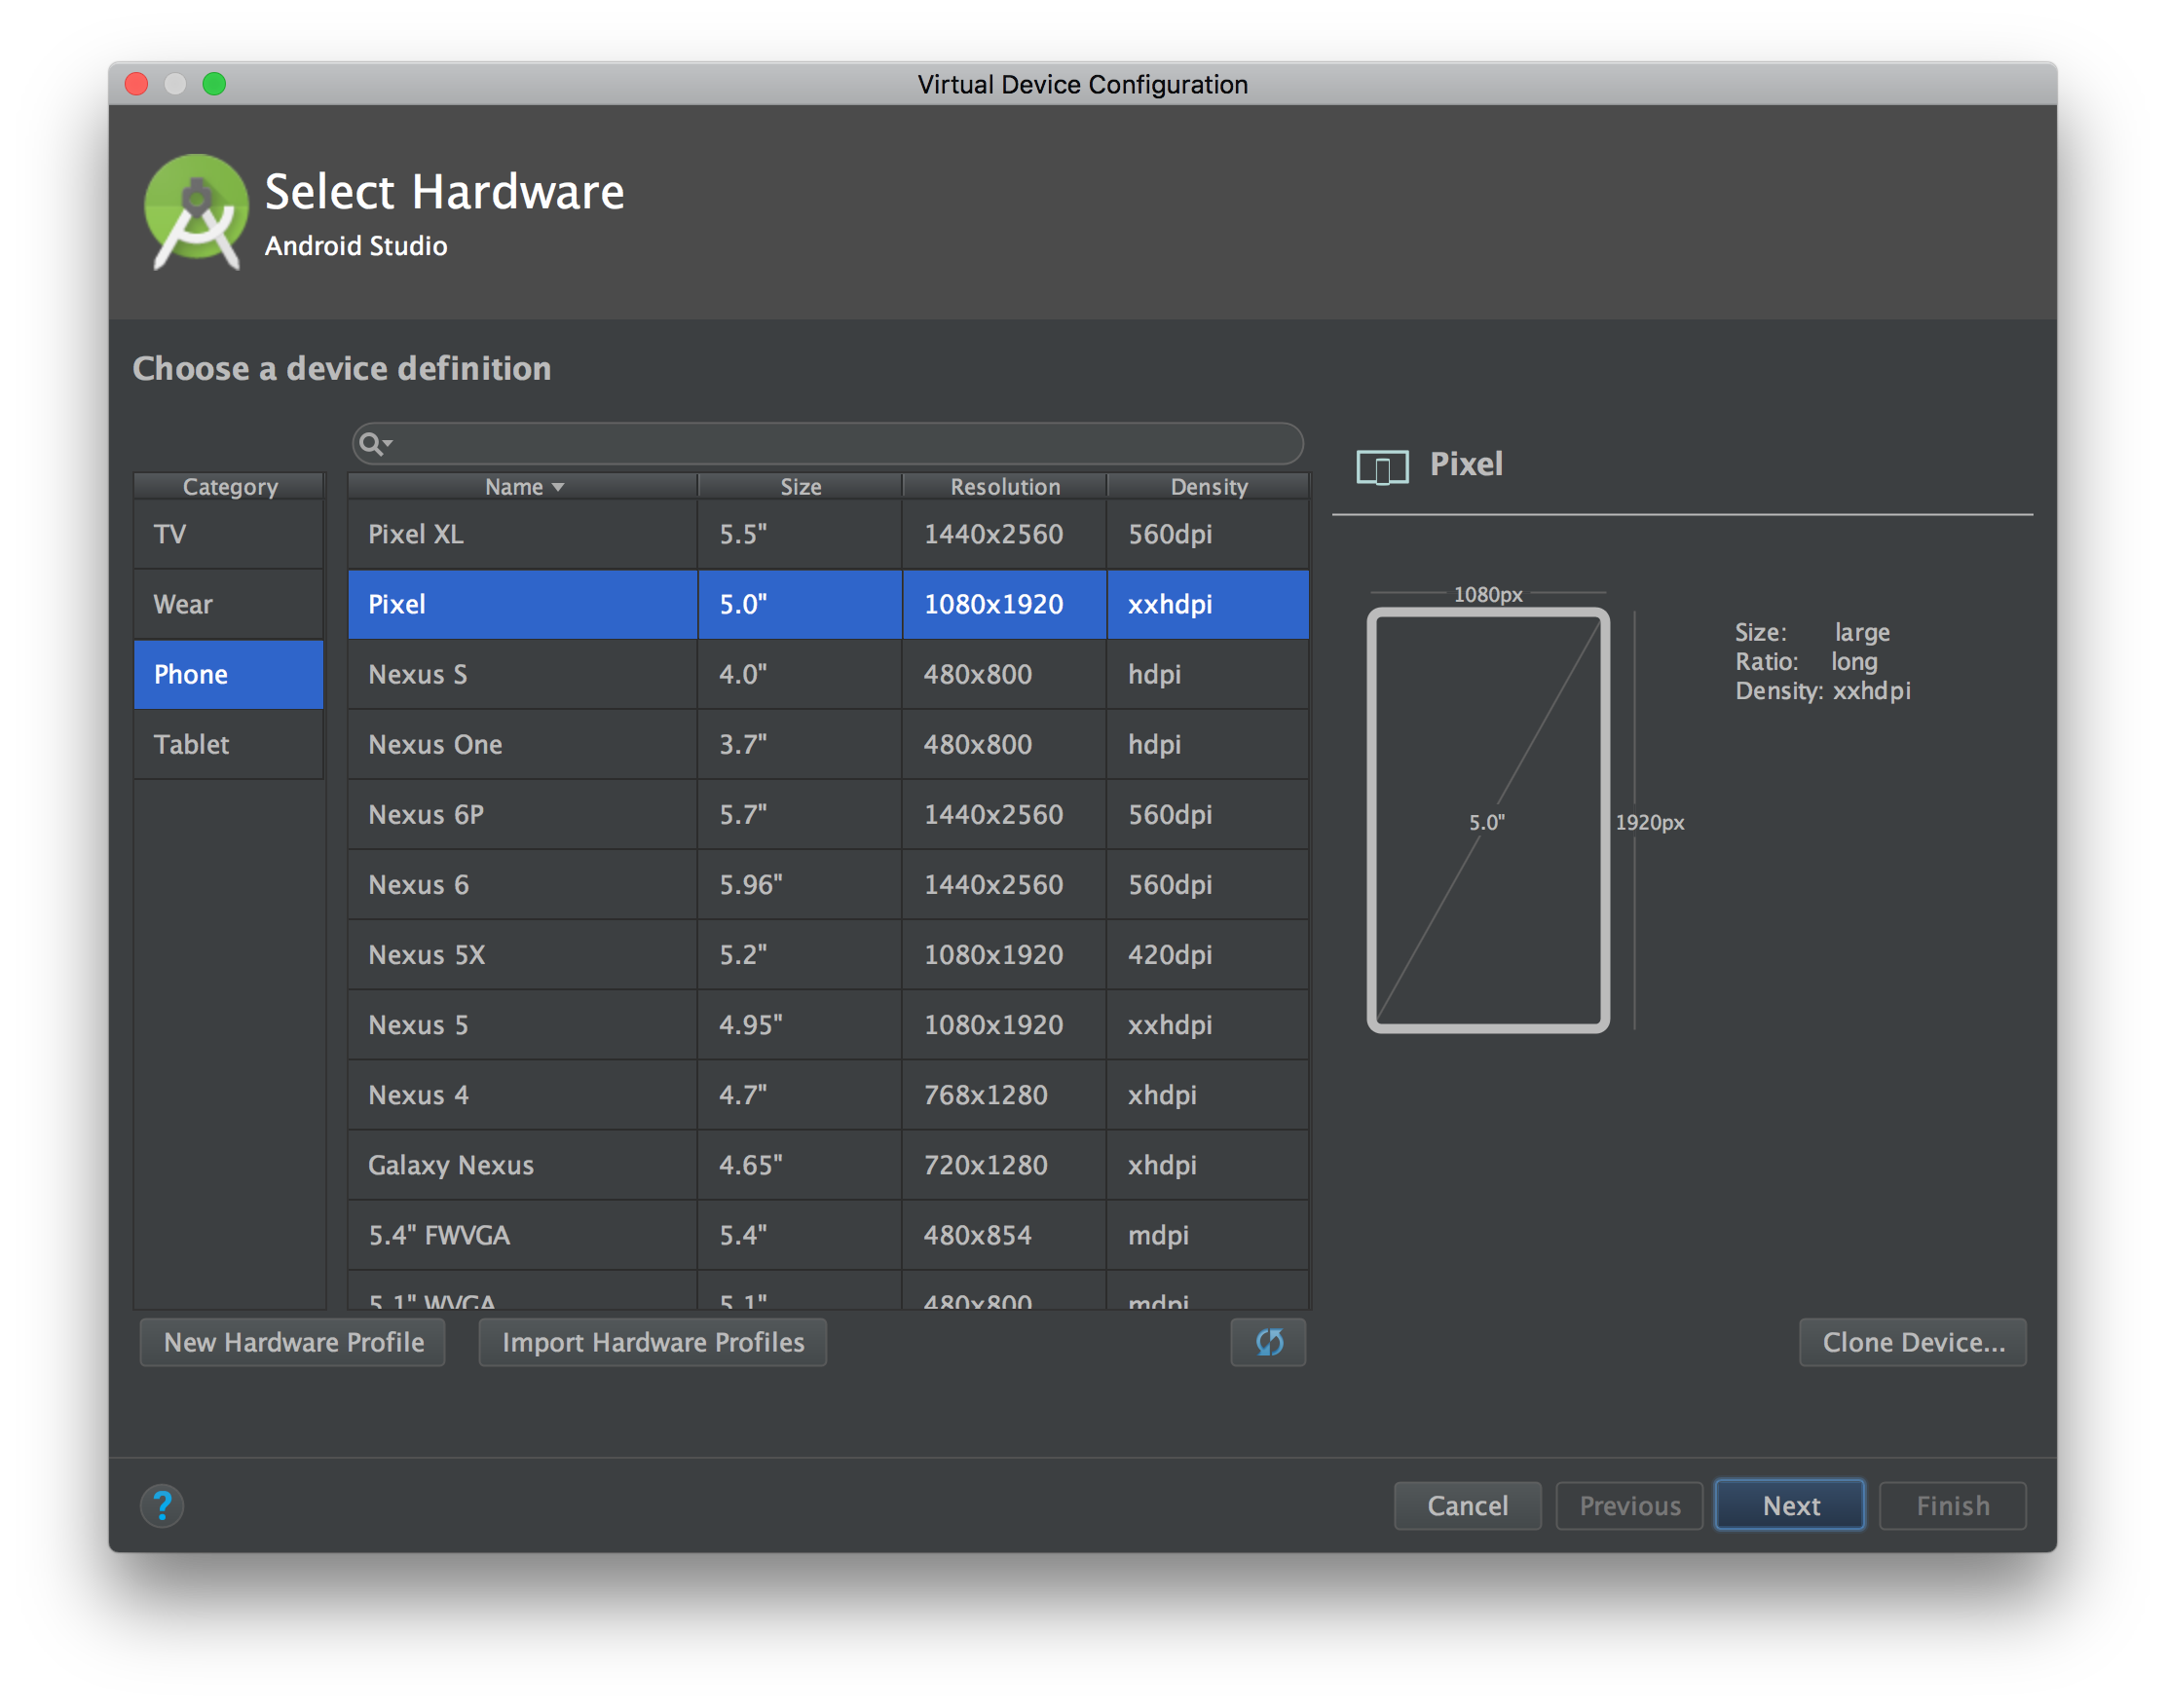 Virtual Device Configuration
Select Hardware
Android Studio
Choose a device definition
Category
TV
Wear
Phone
Tablet
Name Size Resolution Density
Pixel XL 5.5" 1440x2560 560dpi
Pixel 5.0" 1080x1920 xxhdpi
Nexus S 4.0" 480x800 hdpi
Nexus One 3.7" 480x800 hdpi
Nexus 6P 5.7" 1440x2560 560dpi
Nexus 6 5.96" 1440x2560 560dpi
Nexus 5X 5.2" 1080x1920 420dpi
Nexus 5 4.95" 1080x1920 xxhdpi
Nexus 4 4.7" 768x1280 xhdpi
Galaxy Nexus 4.65" 720x1280 xhdpi
5.4" FWVGA 5.4" 480x854 mdpi
5.1" WVGA 5.1" 480x800 mdpi
Pixel
1080px
5.0"
1920px
Size: large
Ratio: long
Density: xxhdpi
New Hardware Profile
Import Hardware Profiles
Clone Device...
?
Cancel
Previous
Next
Finish